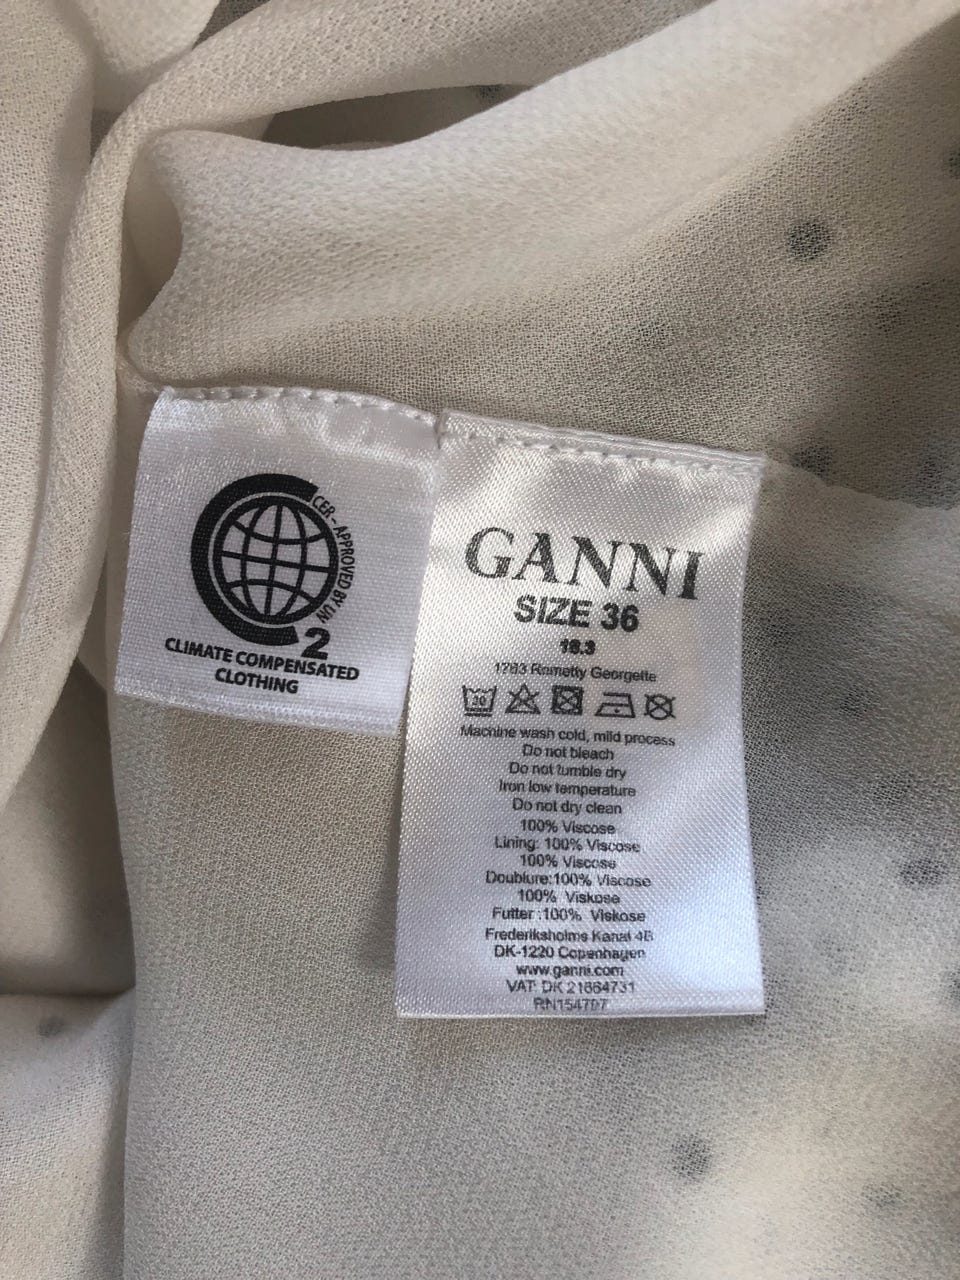 CER - APPROVED BY UN
2
CLIMATE COMPENSATED
CLOTHING
GANNI
SIZE 36
18.3
1783 Rometty Georgette
30
Machine wash cold, mild process
Do not bleach
Do not tumble dry
Iron low temperature
Do not dry clean
100% Viscose
Lining: 100% Viscose
100% Viscose
Doublure:100% Viscose
100% Viskose
Futter :100% Viskose
Frederiksholms Kanal 4B
DK-1220 Copenhagen
www.ganni.com
VAT: DK 21664731
RN154707